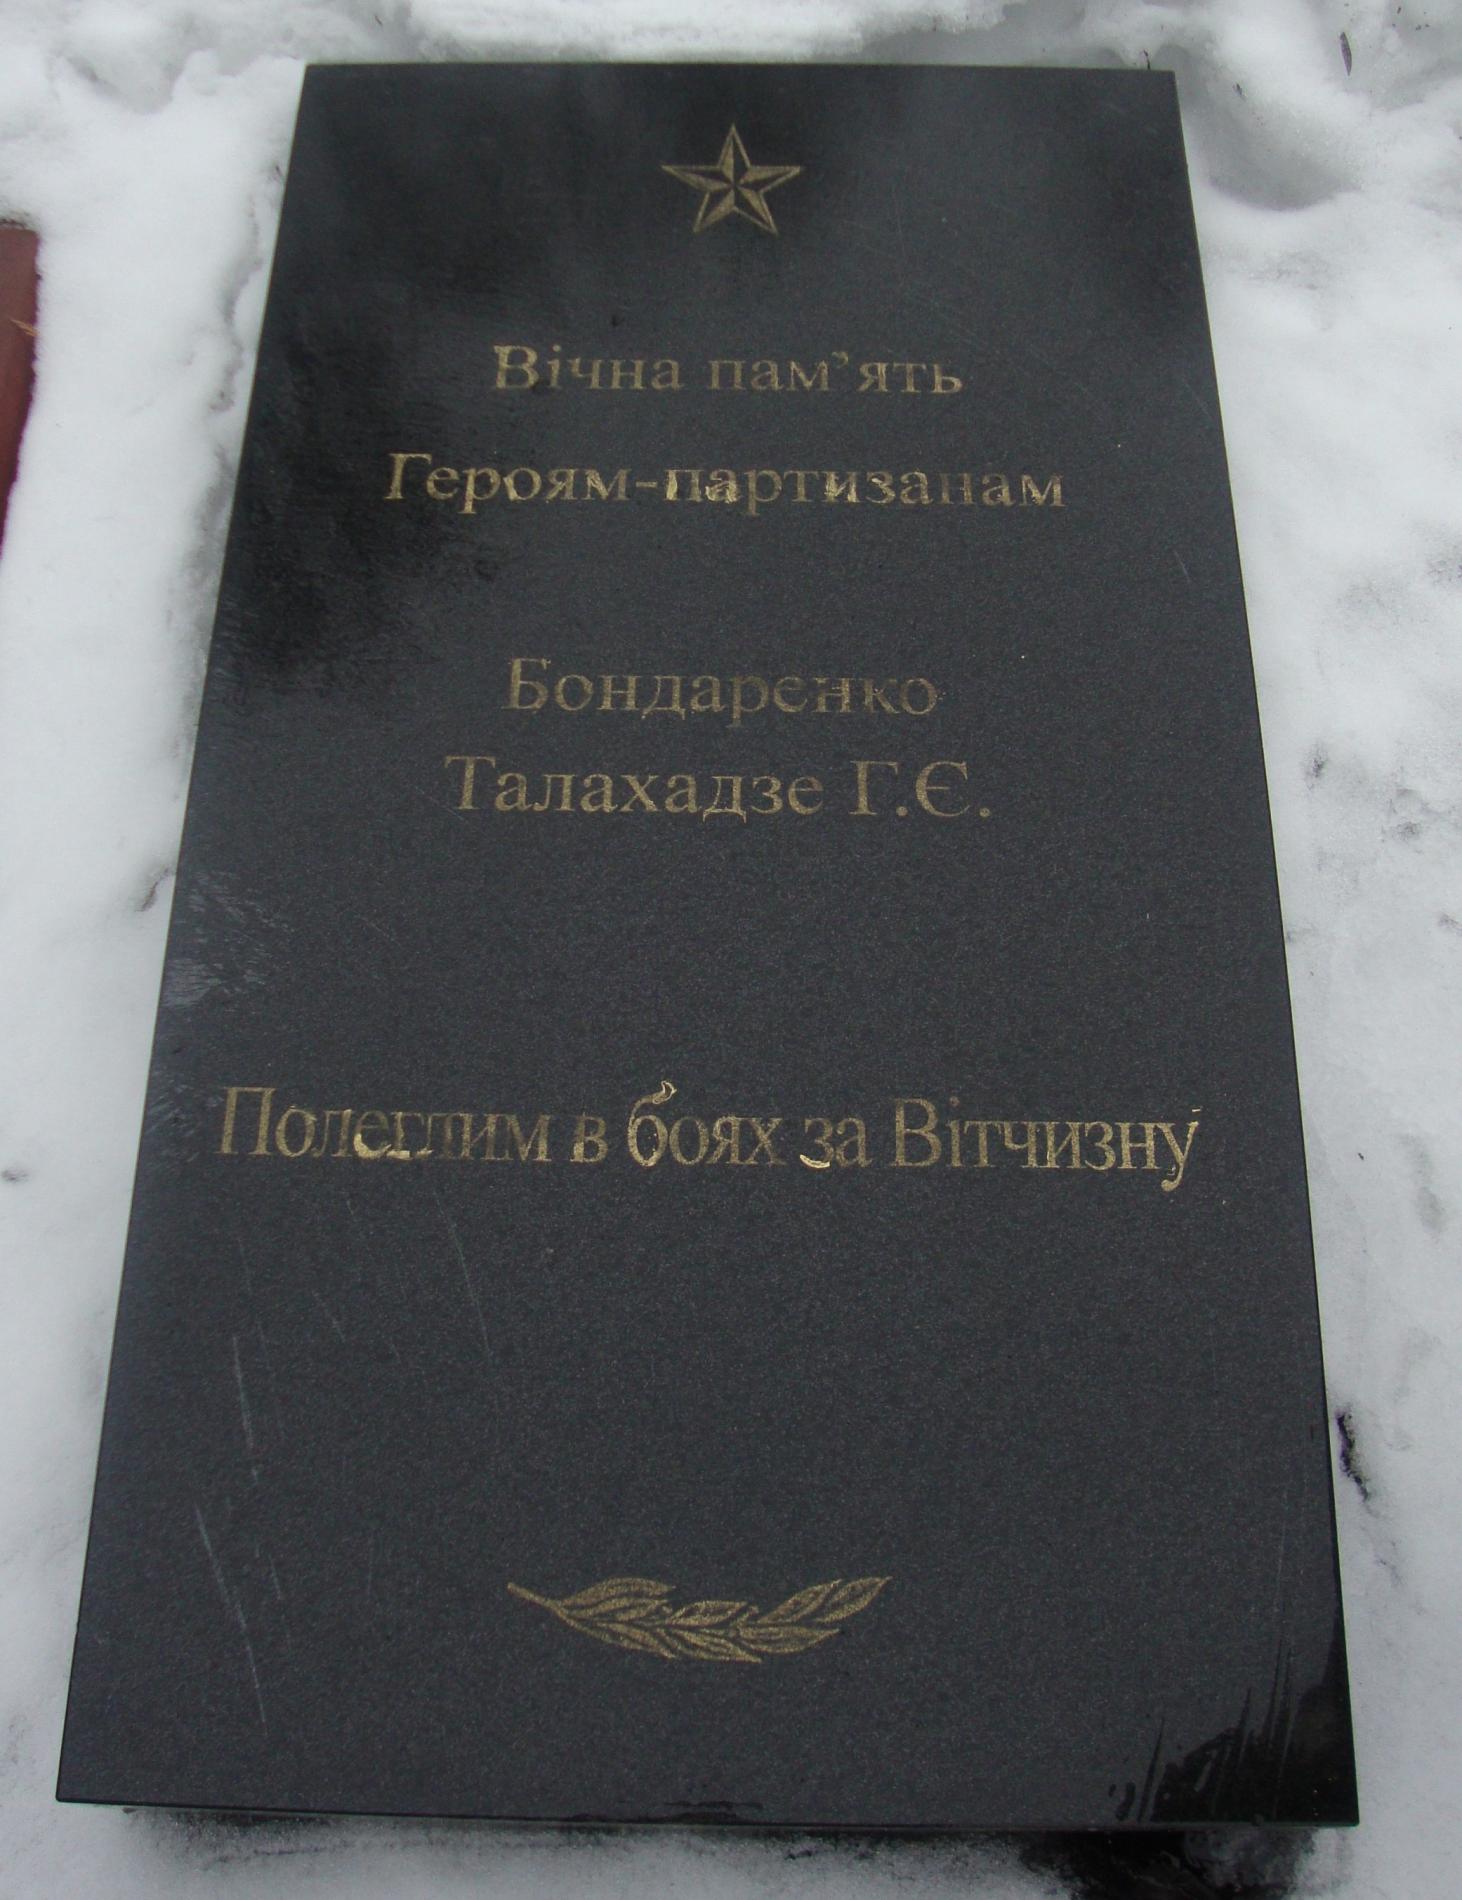 Вічна пам’ять
Героям-партизанам
Бондаренко
Талахадзе Г.Є.
Полеглим в боях за Вітчизну